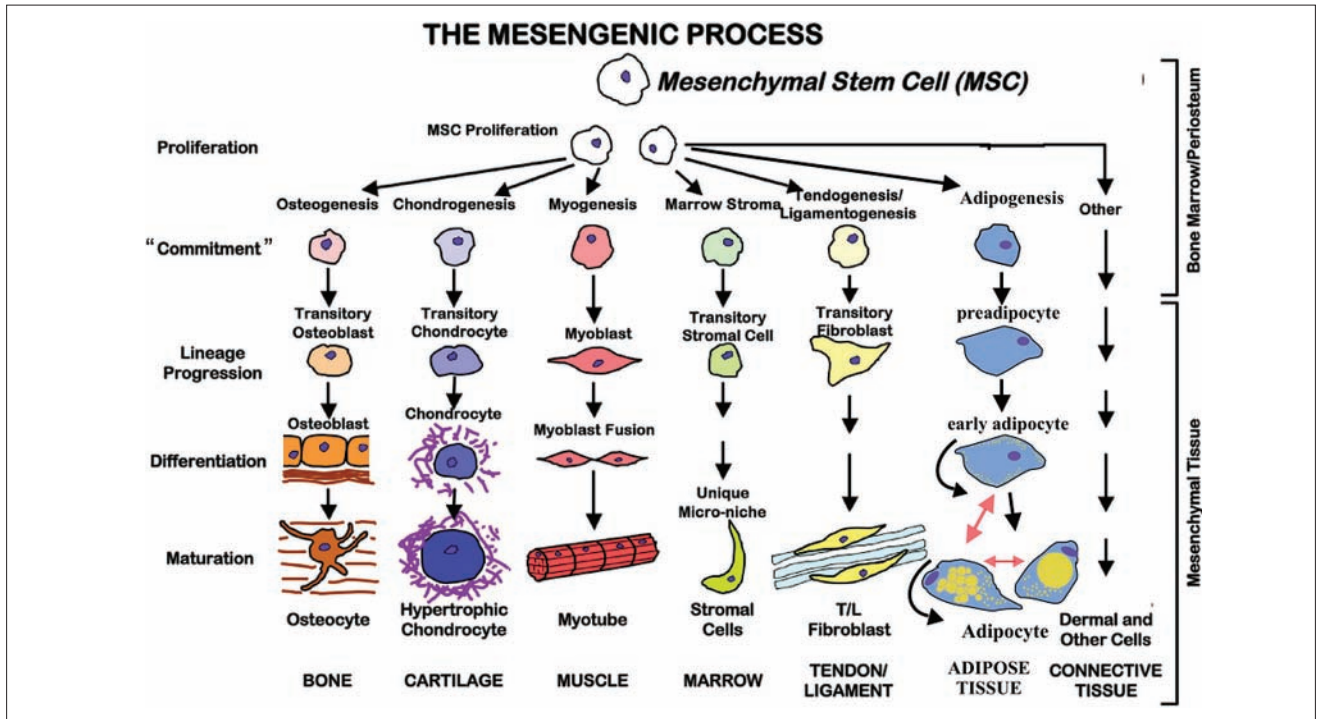 THE MESENGENIC PROCESS
Mesenchymal Stem Cell (MSC)
MSC Proliferation
Proliferation
Osteogenesis
Chondrogenesis
Myogenesis
Marrow Stroma
Tendogenesis/
Ligamentogenesis
Adipogenesis
Other
“Commitment”
Transitory
Osteoblast
Transitory
Chondrocyte
Myoblast
Transitory
Stromal Cell
Transitory
Fibroblast
preadipocyte
Lineage
Progression
Osteoblast
Chondrocyte
Myoblast Fusion
early adipocyte
Differentiation
Unique
Micro-niche
Maturation
Osteocyte
Hypertrophic
Chondrocyte
Myotube
Stromal
Cells
T/L
Fibroblast
Adipocyte
Dermal and
Other Cells
BONE
CARTILAGE
MUSCLE
MARROW
TENDON/
LIGAMENT
ADIPOSE
TISSUE
CONNECTIVE
TISSUE
Bone Marrow/Periosteum
Mesenchymal Tissue